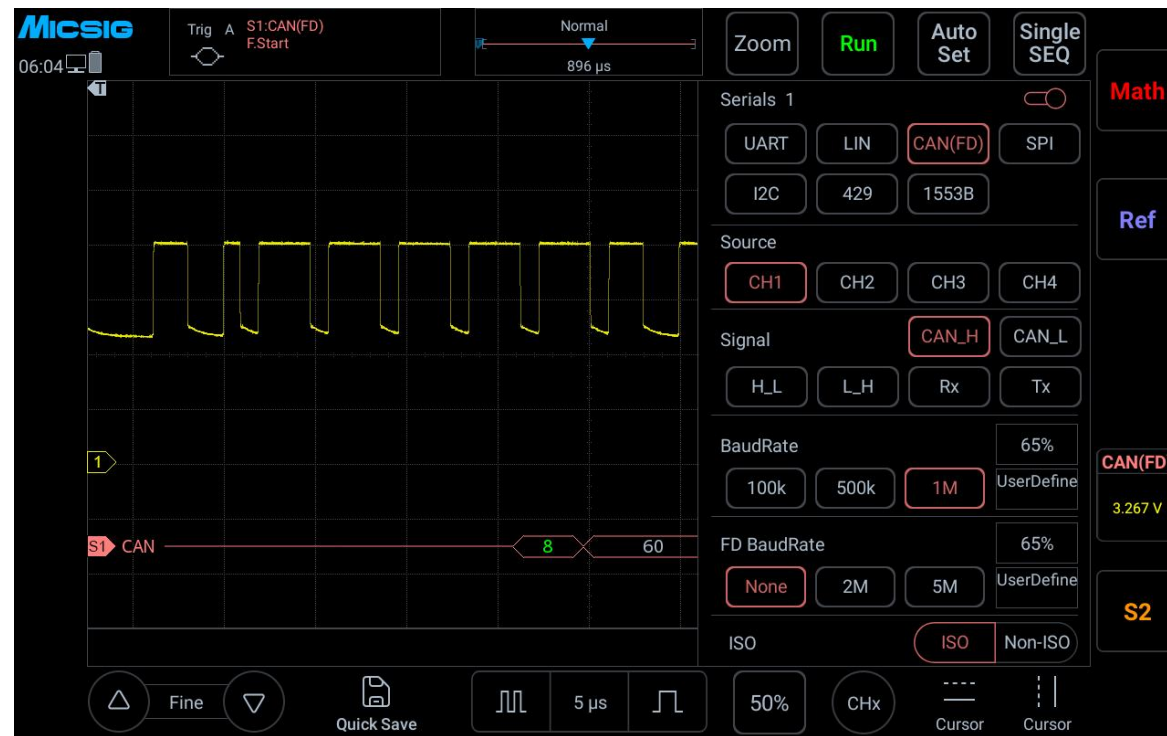 Micsig
Trig A S1:CAN(FD)
F.Start
Normal
896 μs
Zoom
Run
Auto Set
Single SEQ
06:04
Math
T
Serials 1
UART LIN CAN(FD) SPI
I2C 429 1553B
Ref
Source
CH1 CH2 CH3 CH4
Signal CAN_H CAN_L
H_L L_H Rx Tx
1
BaudRate 65%
100k 500k 1M UserDefine
CAN(FD
3.267 V
S1 CAN 8 60
FD BaudRate 65%
None 2M 5M UserDefine
S2
ISO ISO Non-ISO
Fine
Quick Save
5 μs
50%
CHx
Cursor
Cursor